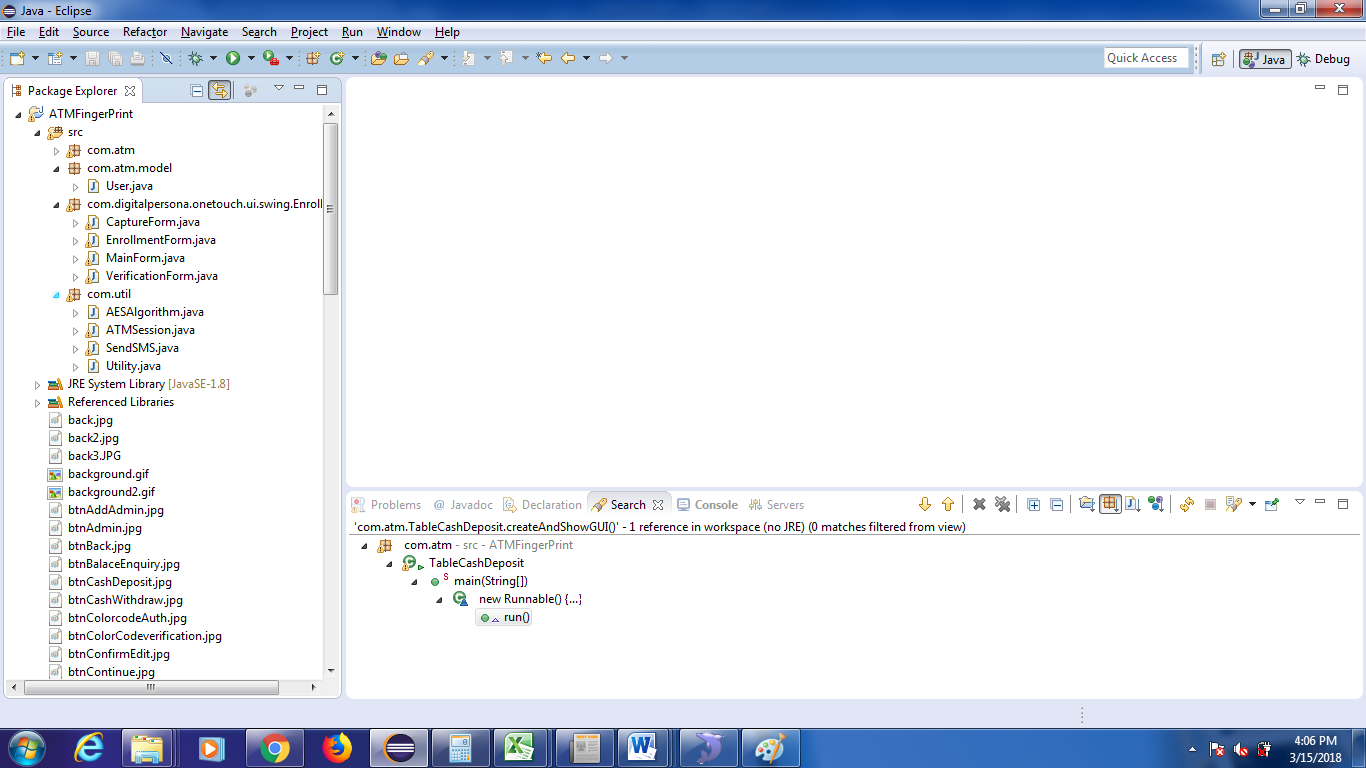 Java - Eclipse
File Edit Source Refactor Navigate Search Project Run Window Help
Quick Access Java Debug
Package Explorer
ATMFingerPrint
src
com.atm
com.atm.model
User.java
com.digitalpersona.onetouch.ui.swing.Enroll
CaptureForm.java
EnrollmentForm.java
MainForm.java
VerificationForm.java
com.util
AESAlgorithm.java
ATMSession.java
SendSMS.java
Utility.java
JRE System Library [JavaSE-1.8]
Referenced Libraries
back.jpg
back2.jpg
back3.JPG
background.gif
background2.gif
btnAddAdmin.jpg
btnAdmin.jpg
btnBack.jpg
btnBalaceEnquiry.jpg
btnCashDeposit.jpg
btnCashWithdraw.jpg
btnColorcodeAuth.jpg
btnColorCodeverification.jpg
btnConfirmEdit.jpg
btnContinue.jpg
Problems @ Javadoc Declaration Search Console Servers
'com.atm.TableCashDeposit.createAndShowGUI()' - 1 reference in workspace (no JRE) (0 matches filtered from view)
com.atm - src - ATMFingerPrint
TableCashDeposit
main(String[])
new Runnable() {...}
run()
4:06 PM
3/15/2018